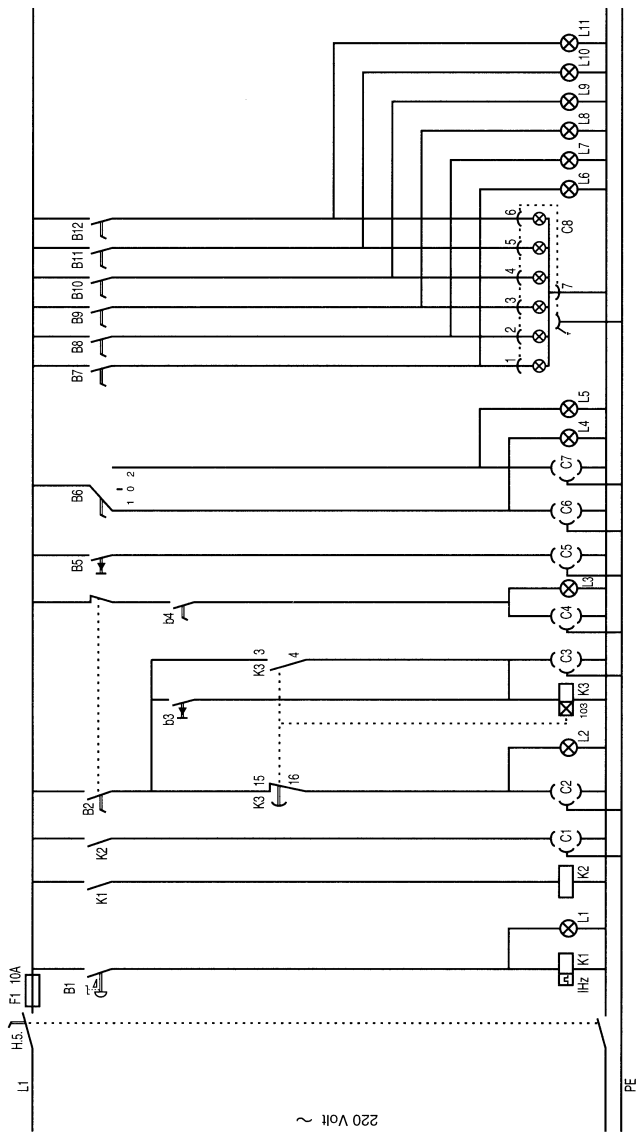 220 Volt ~
L1
PE
H.S.
F1 10A
B1
K1
K2
B2
b3
b4
B5
B6
1 0 2
B7
B8
B9
B10
B11
B12
K3
15
16
K3
3
4
1
2
3
4
5
6
7
C8
IHz
K1
L1
K2
C1
C2
L2
103
K3
C3
C4
L3
C5
C6
C7
L4
L5
L6
L7
L8
L9
L10
L11